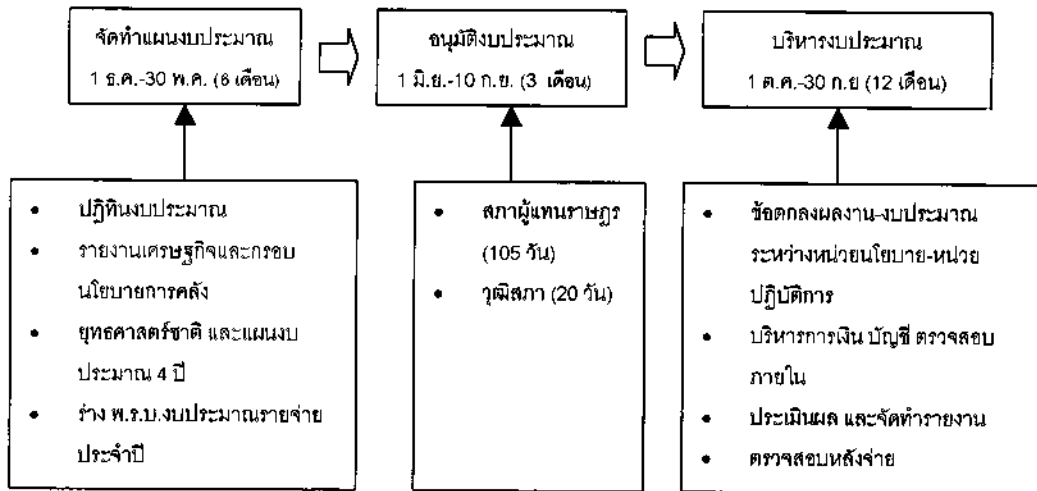 จัดทำแผนงบประมาณ
1 ธ.ค.-30 พ.ค. (6 เดือน)
อนุมัติงบประมาณ
1 มิ.ย.-10 ก.ย. (3 เดือน)
บริหารงบประมาณ
1 ต.ค.-30 ก.ย (12 เดือน)
• ปฏิทินงบประมาณ
• รายงานเศรษฐกิจและกรอบ
นโยบายการคลัง
• ยุทธศาสตร์ชาติ และแผนงบ
ประมาณ 4 ปี
• ร่าง พ.ร.บ.งบประมาณรายจ่าย
ประจำปี
• สภาผู้แทนราษฎร
(105 วัน)
• วุฒิสภา (20 วัน)
• ข้อตกลงผลงาน-งบประมาณ
ระหว่างหน่วยนโยบาย-หน่วย
ปฏิบัติการ
• บริหารการเงิน บัญชี ตรวจสอบ
ภายใน
• ประเมินผล และจัดทำรายงาน
• ตรวจสอบหลังจ่าย